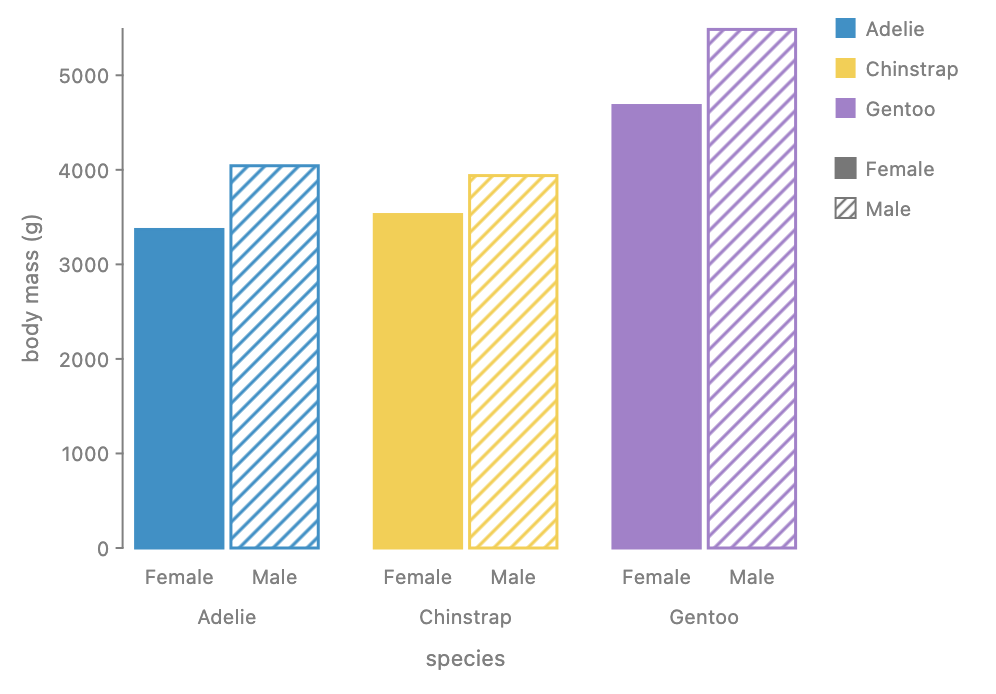 5000
4000
3000
2000
1000
0
body mass (g)
Female Male Female Male Female Male
Adelie Chinstrap Gentoo
species
Adelie
Chinstrap
Gentoo
Female
Male